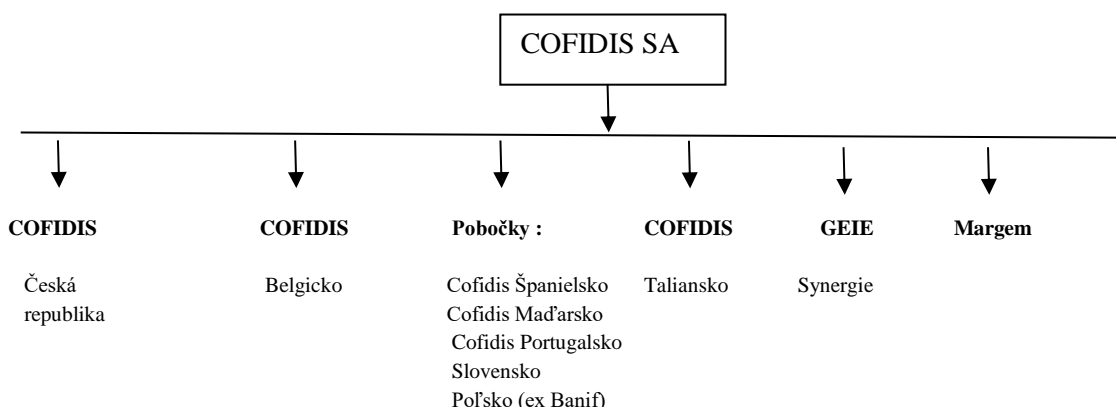 COFIDIS SA
COFIDIS
Česká
republika
COFIDIS
Belgicko
Pobočky :
Cofidis Španielsko
Cofidis Maďarsko
Cofidis Portugalsko
Slovensko
Poľsko (ex Banif)
COFIDIS
Taliansko
GEIE
Synergie
Margem